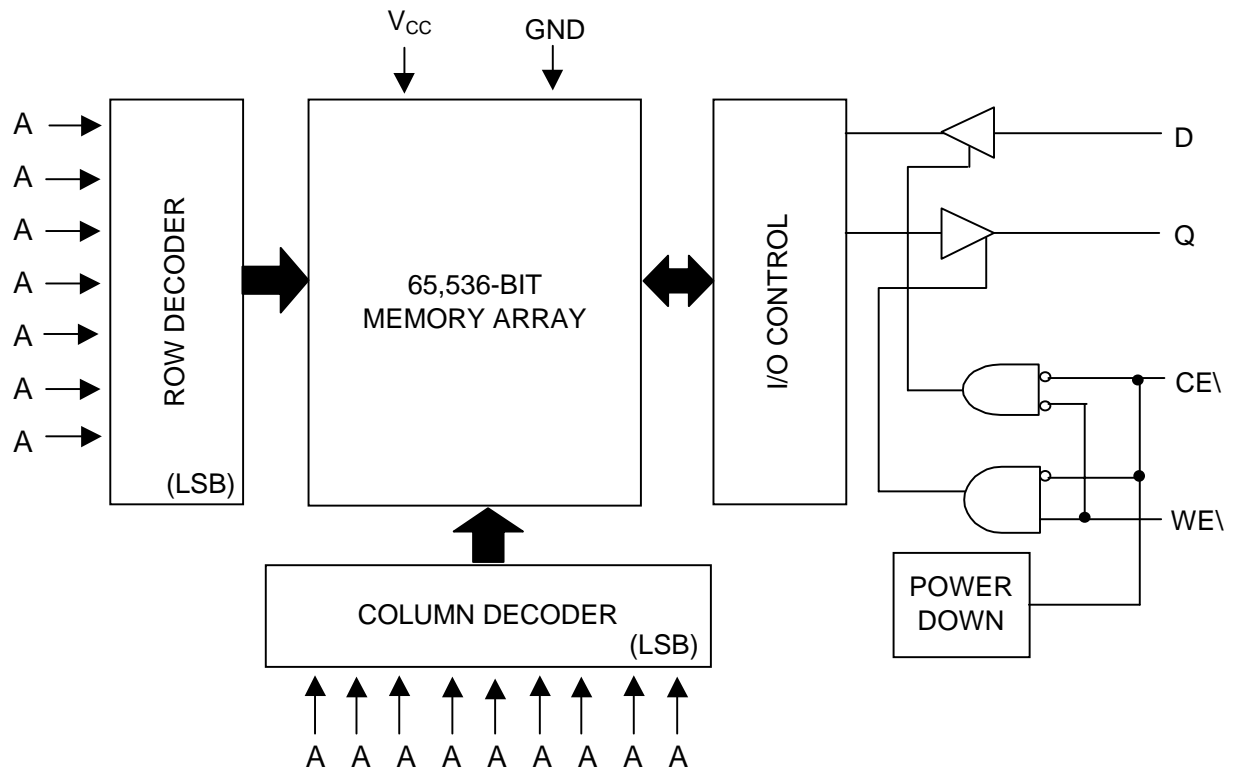 VCC
GND
A
A
A
A
A
A
A
ROW DECODER
(LSB)
65,536-BIT
MEMORY ARRAY
I/O CONTROL
D
Q
CE\
WE\
POWER
DOWN
COLUMN DECODER
(LSB)
A A A A A A A A A